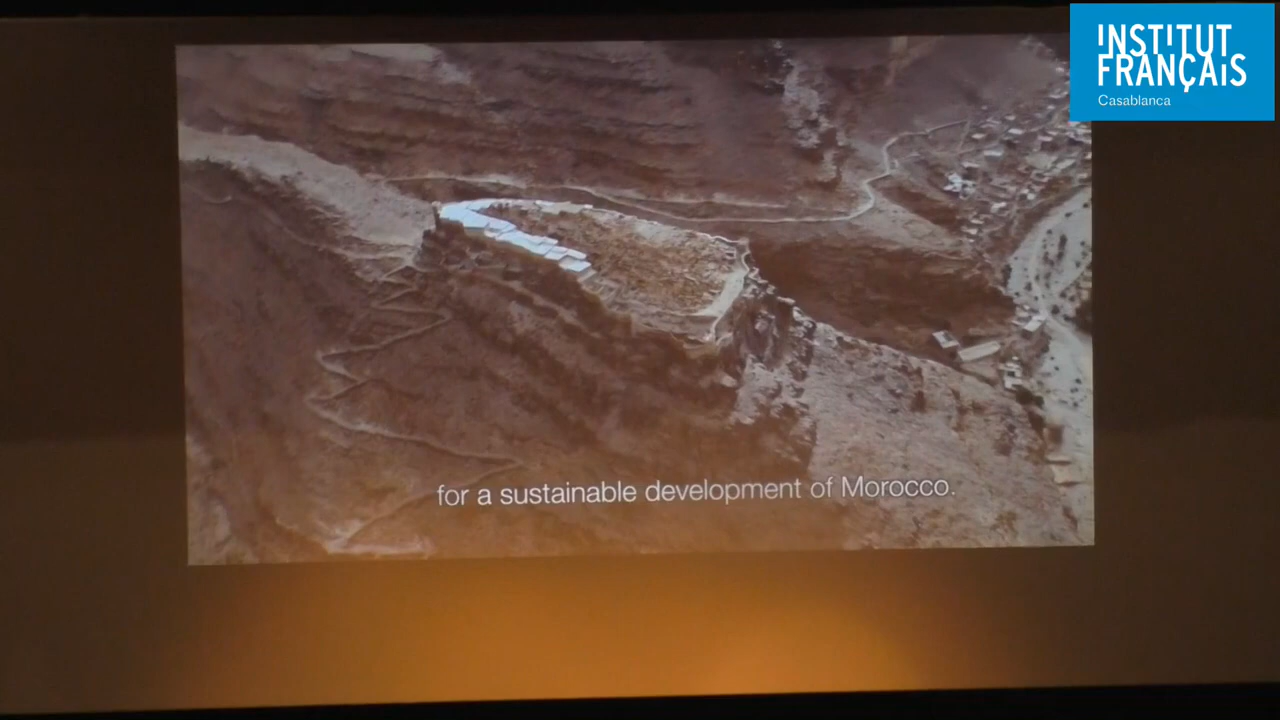 INSTITUT
FRANÇAIS
Casablanca
for a sustainable development of Morocco.